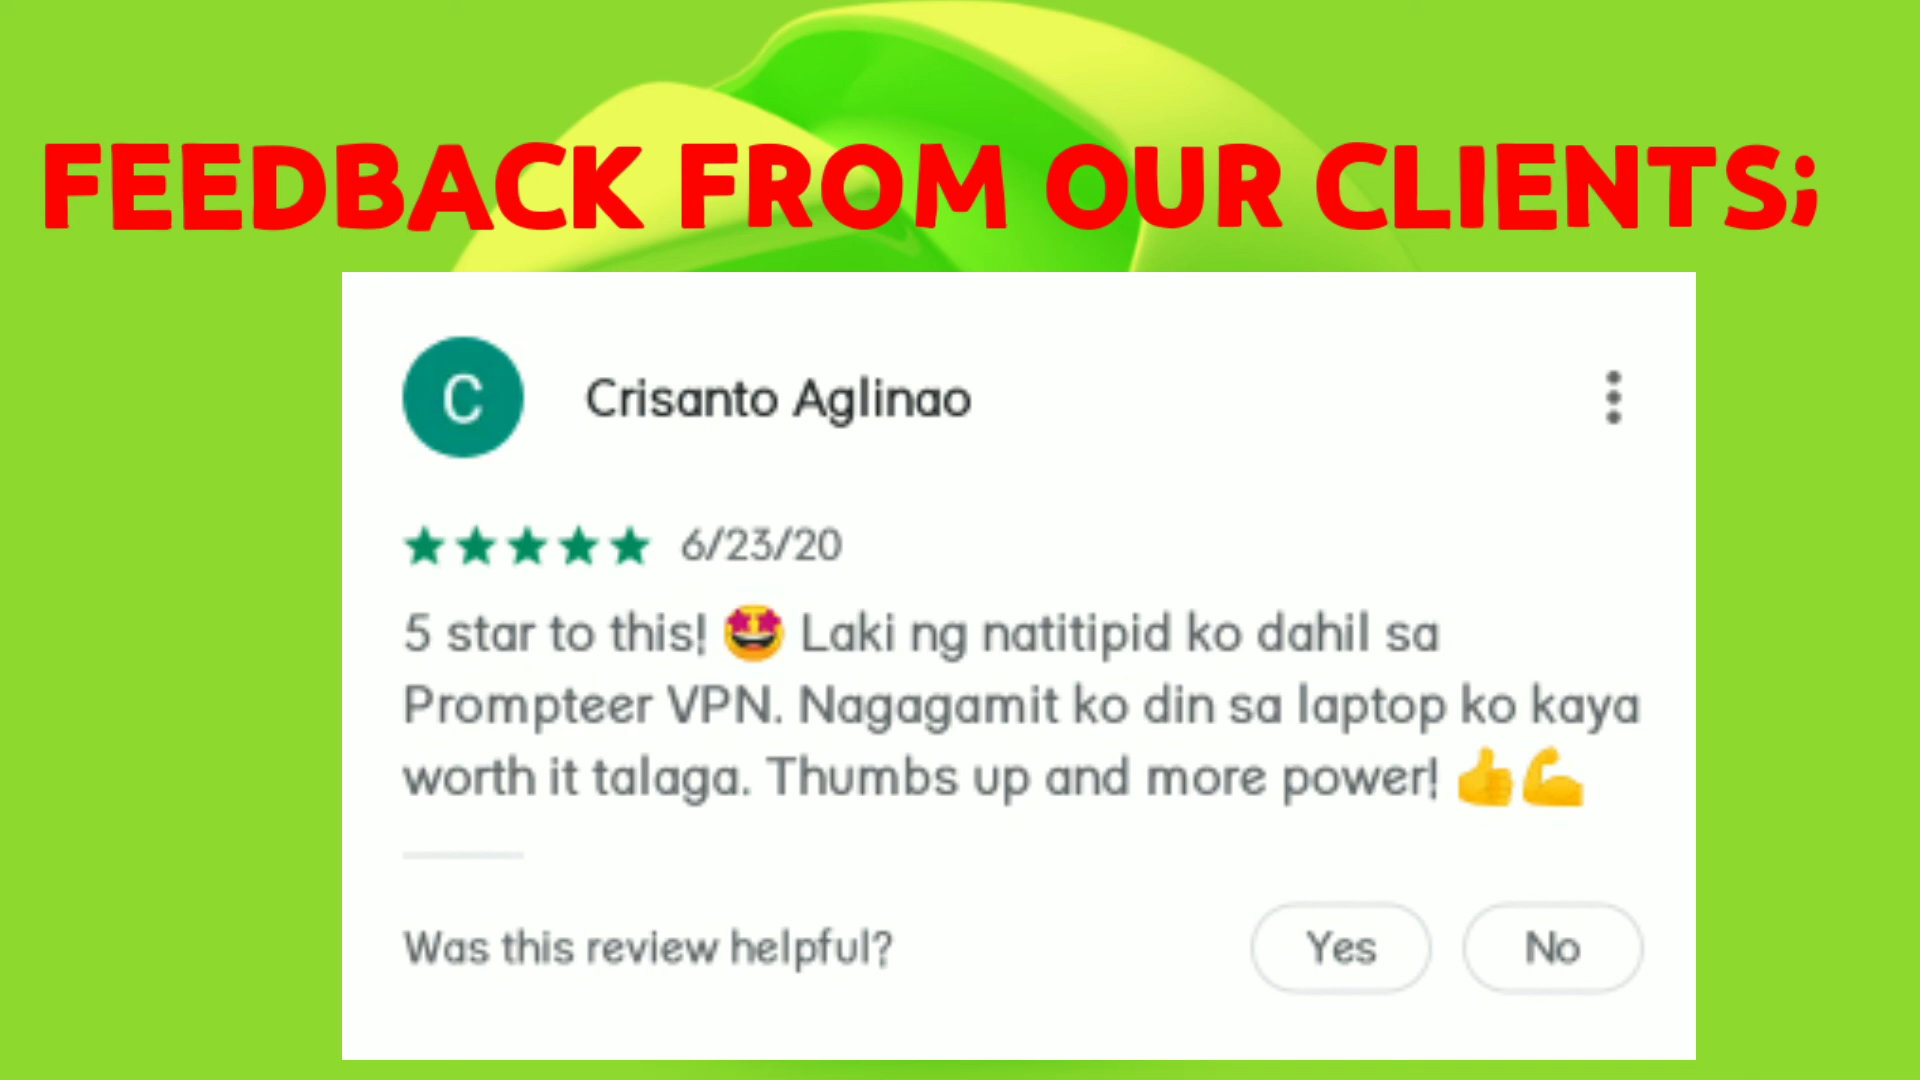 FEEDBACK FROM OUR CLIENTS;
C
Crisanto Aglinao
6/23/20
5 star to this! 🤩 Laki ng natitipid ko dahil sa
Prompteer VPN. Nagagamit ko din sa laptop ko kaya
worth it talaga. Thumbs up and more power! 👍💪
Was this review helpful?
Yes
No